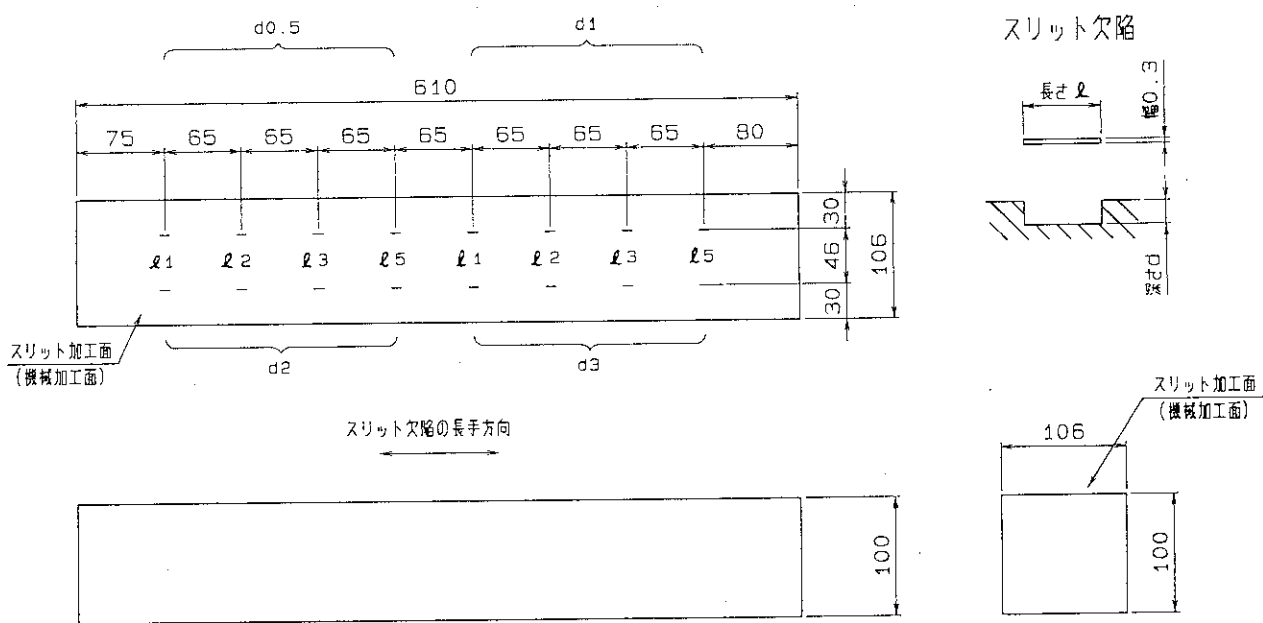 d0.5
d1
スリット欠陥
610
長さℓ
幅0.3
75 65 65 65 65 65 65 65 80
30
ℓ1 ℓ2 ℓ3 ℓ5 ℓ1 ℓ2 ℓ3 ℓ5
46
106
深さd
30
スリット加工面
(機械加工面)
d2
d3
スリット加工面
(機械加工面)
スリット欠陥の長手方向
106
100
100